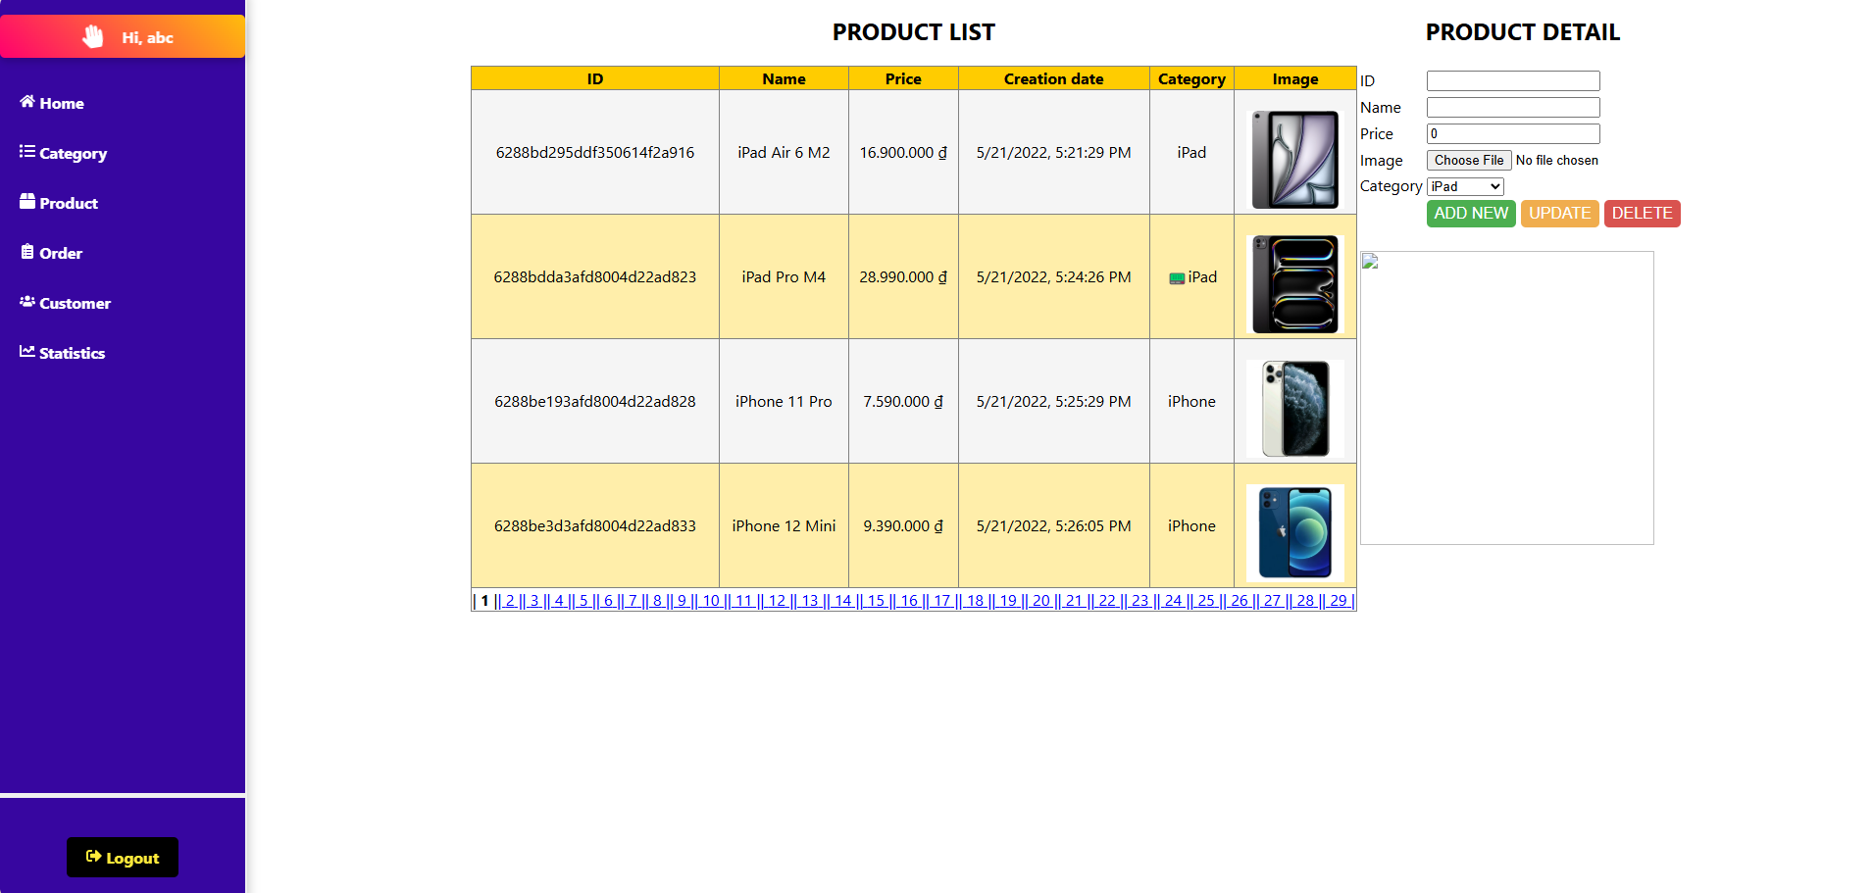 Hi, abc
Home
Category
Product
Order
Customer
Statistics
Logout
PRODUCT LIST
ID Name Price Creation date Category Image
6288bd295ddf350614f2a916 iPad Air 6 M2 16.900.000 ₫ 5/21/2022, 5:21:29 PM iPad
6288bdda3afd8004d22ad823 iPad Pro M4 28.990.000 ₫ 5/21/2022, 5:24:26 PM iPad
6288be193afd8004d22ad828 iPhone 11 Pro 7.590.000 ₫ 5/21/2022, 5:25:29 PM iPhone
6288be3d3afd8004d22ad833 iPhone 12 Mini 9.390.000 ₫ 5/21/2022, 5:26:05 PM iPhone
| 1 || 2 || 3 || 4 || 5 || 6 || 7 || 8 || 9 || 10 || 11 || 12 || 13 || 14 || 15 || 16 || 17 || 18 || 19 || 20 || 21 || 22 || 23 || 24 || 25 || 26 || 27 || 28 || 29 |
PRODUCT DETAIL
ID
Name
Price 0
Image Choose File No file chosen
Category iPad
ADD NEW UPDATE DELETE